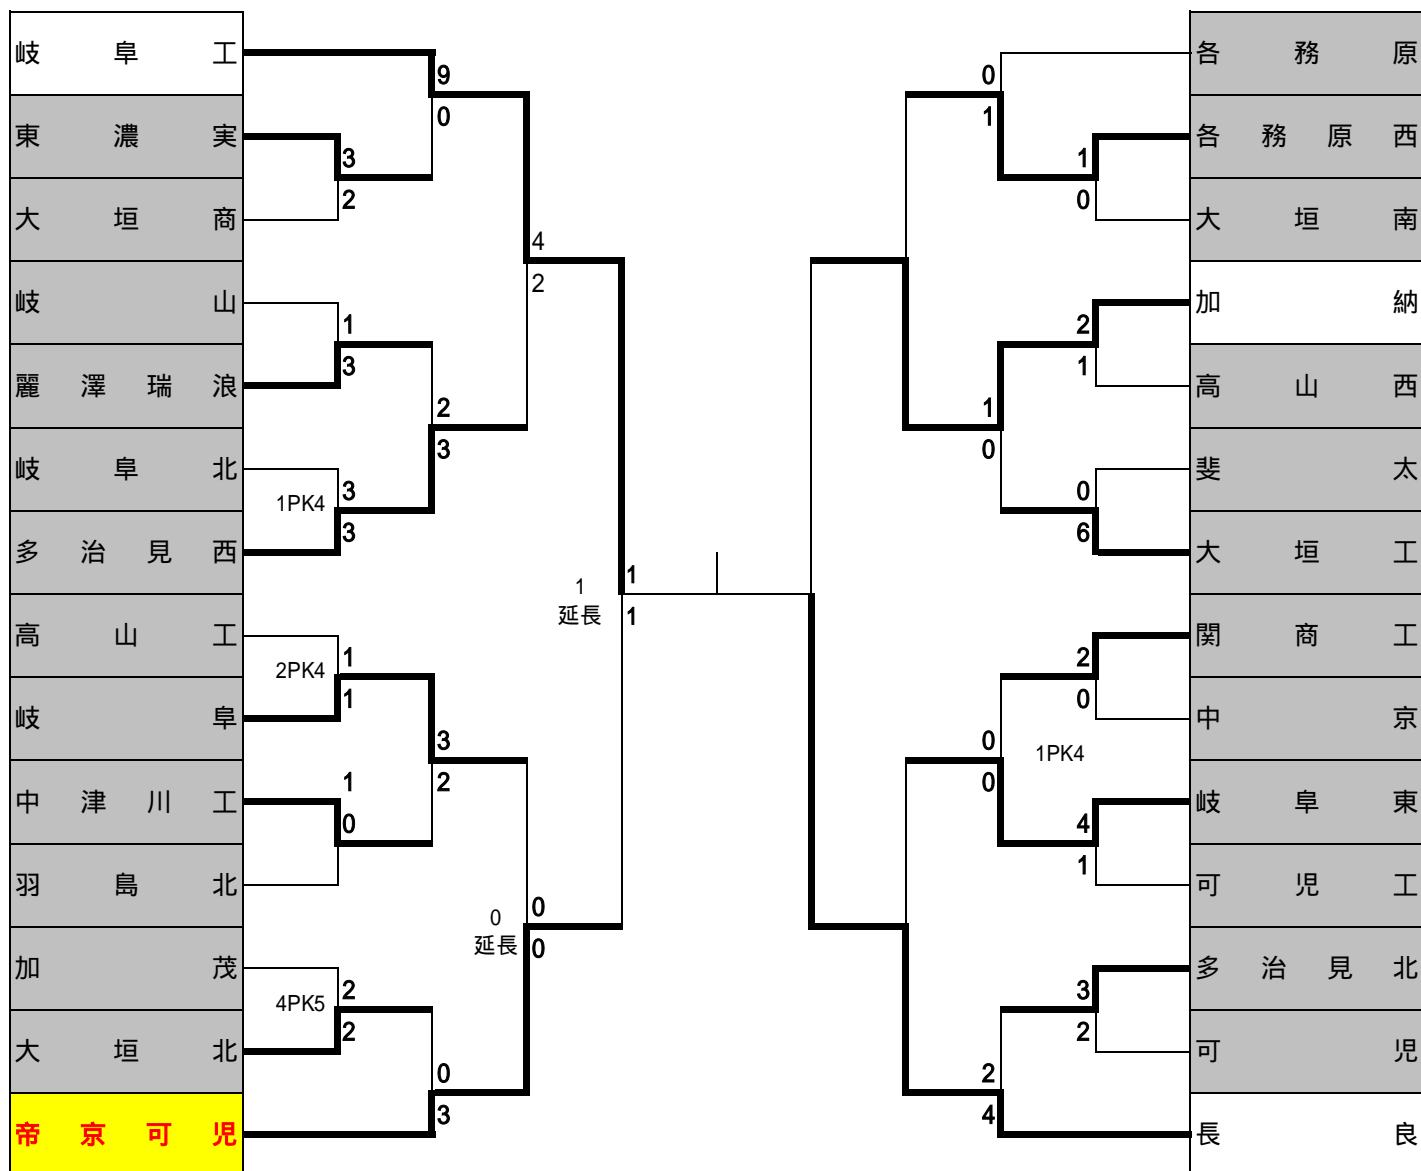 岐阜工
各務原
9
0
0
1
東濃実
各務原西
3
2
1
0
大垣商
大垣南
4
2
岐山
加納
1
3
2
1
麗澤瑞浪
高山西
2
3
1
0
岐阜北
斐太
1PK4
3
3
0
6
多治見西
大垣工
1
延長
1
1
高山工
関商工
2PK4
1
1
2
0
岐阜
中京
3
2
0
0
1PK4
中津川工
岐阜東
1
0
4
1
羽島北
可児工
0
延長
0
0
加茂
多治見北
4PK5
2
2
3
2
大垣北
可児
0
3
2
4
帝京可児
長良